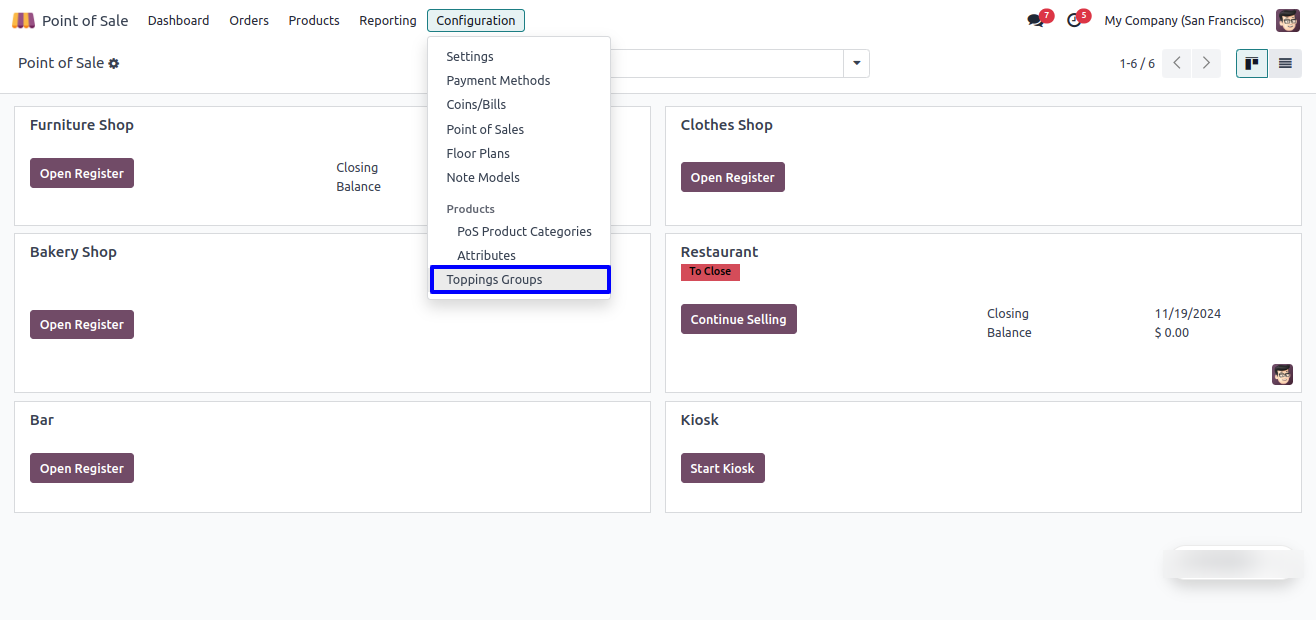 Point of Sale Dashboard Orders Products Reporting Configuration 7 5 My Company (San Francisco)
Point of Sale 1-6 / 6
Settings
Payment Methods
Coins/Bills
Point of Sales
Floor Plans
Note Models
Products
PoS Product Categories
Attributes
Toppings Groups
Furniture Shop
Open Register
Closing
Balance
Clothes Shop
Open Register
Bakery Shop
Open Register
Restaurant
To Close
Continue Selling
Closing 11/19/2024
Balance $ 0.00
Bar
Open Register
Kiosk
Start Kiosk